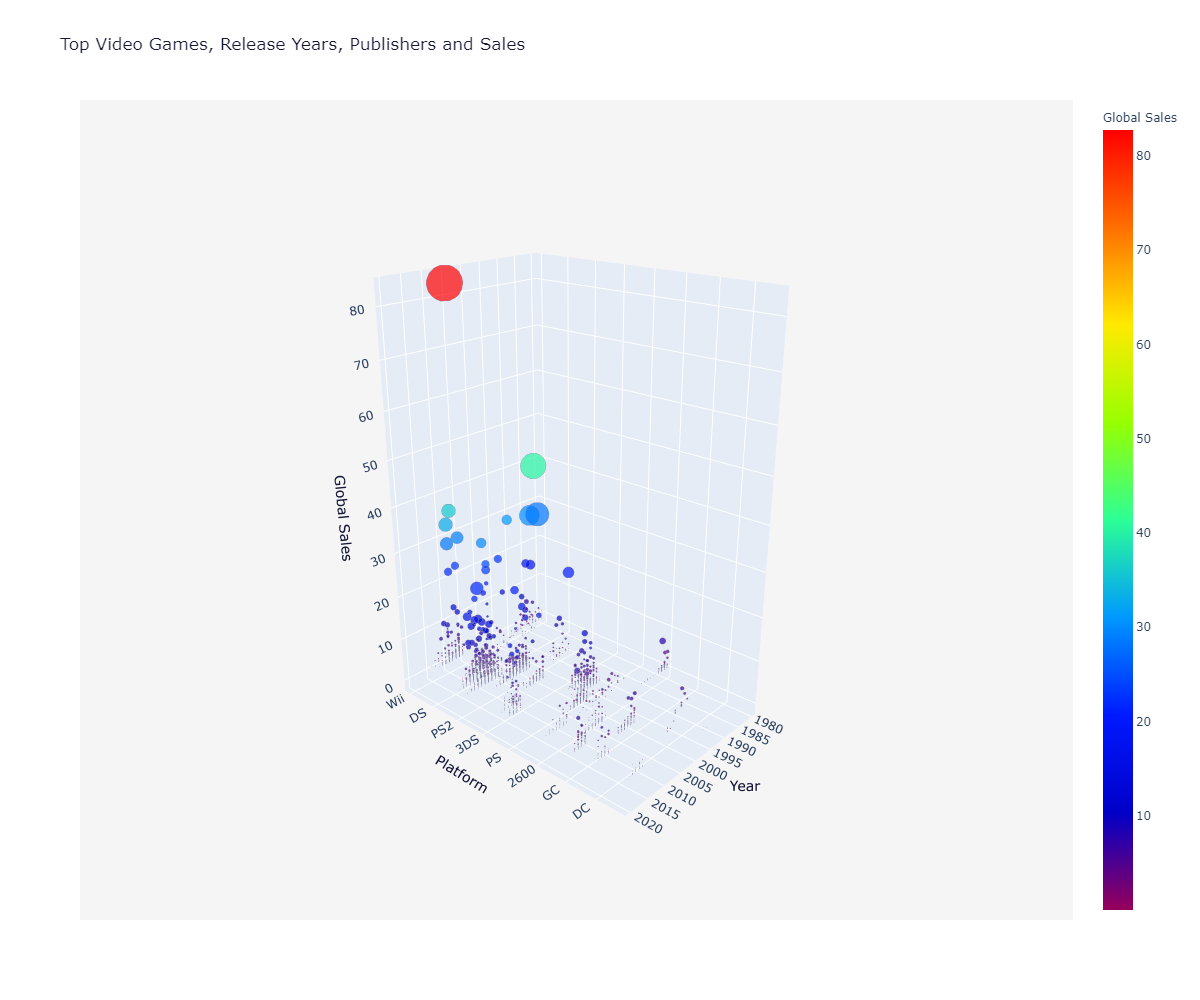 Top Video Games, Release Years, Publishers and Sales
Global Sales
80
70
60
50
40
30
20
10
80
70
60
50
40
30
20
10
0
Global Sales
Wii
DS
PS2
3DS
PS
2600
GC
DC
Platform
1980
1985
1990
1995
2000
2005
2010
2015
2020
Year